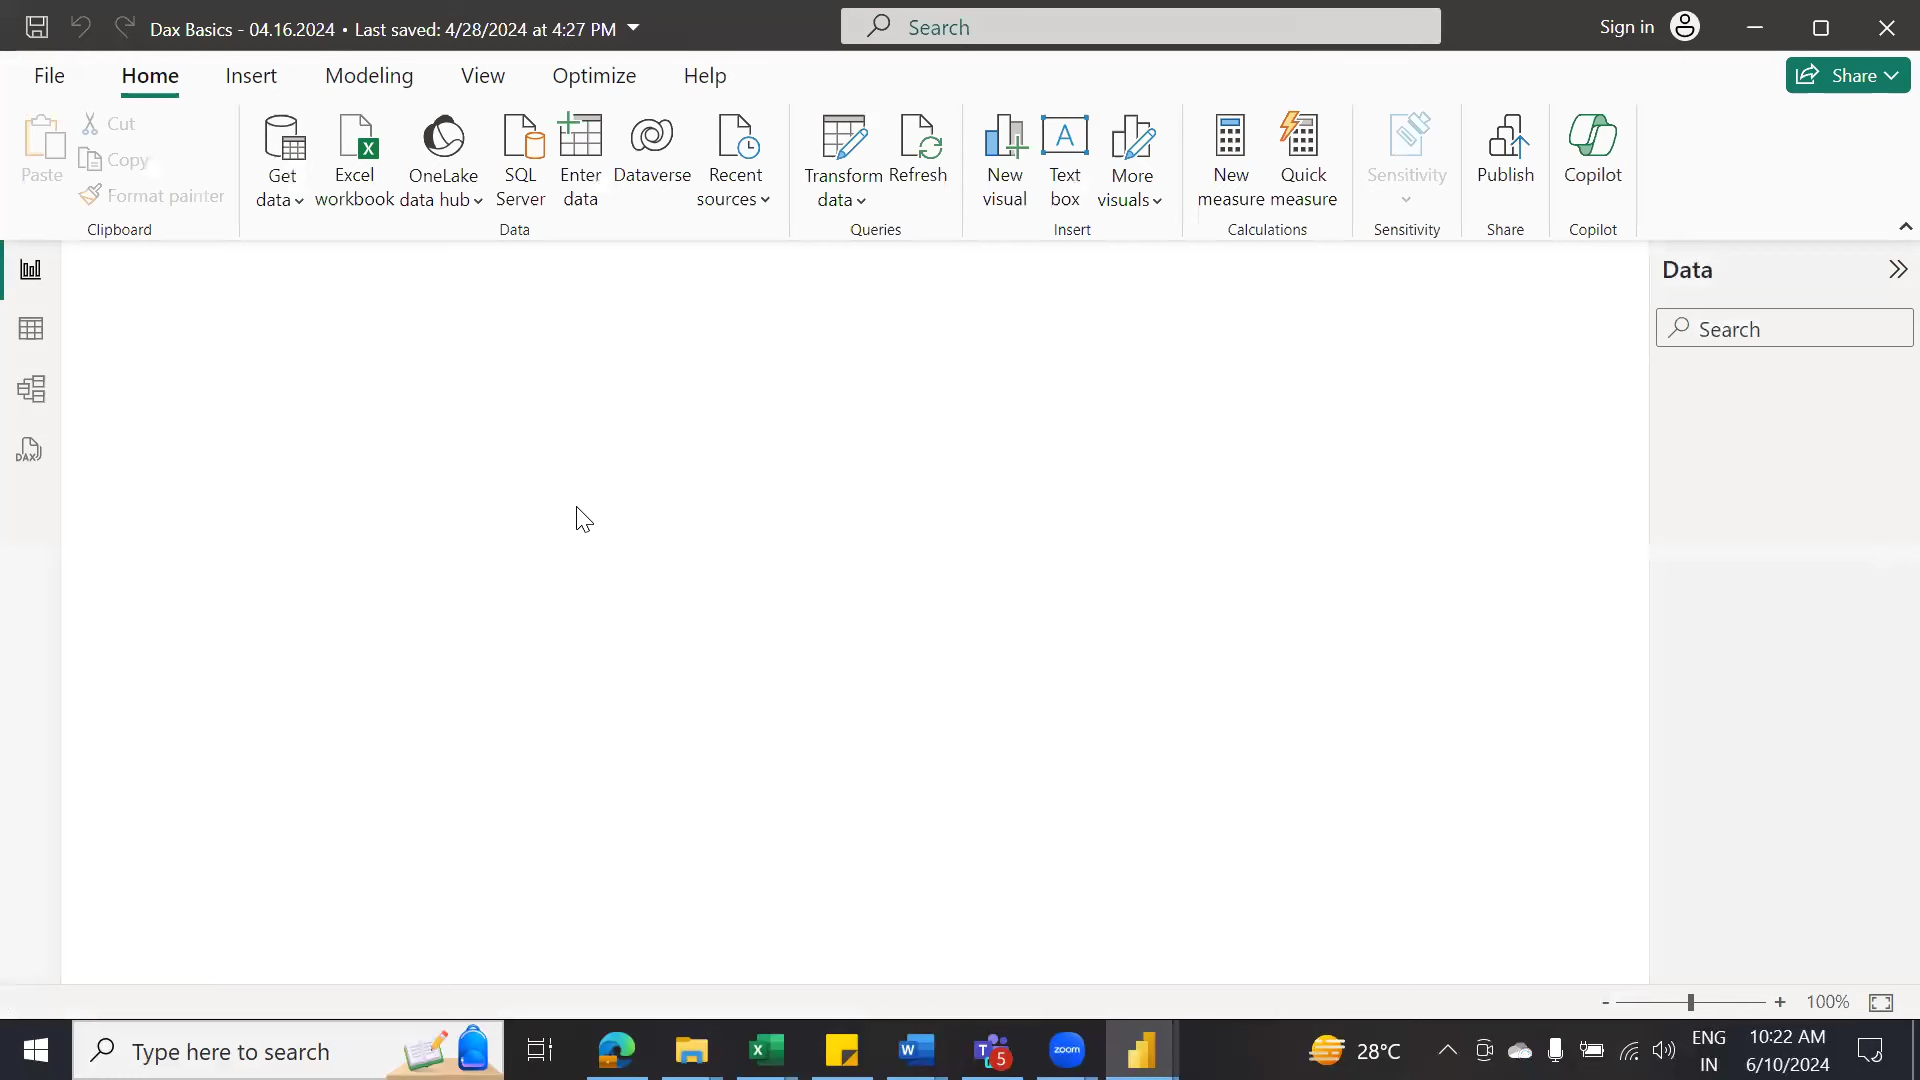 Dax Basics - 04.16.2024 • Last saved: 4/28/2024 at 4:27 PM
Search
Sign in
File Home Insert Modeling View Optimize Help
Share
Paste
Cut
Copy
Format painter
Clipboard
Get data
Excel workbook
OneLake data hub
SQL Server
Enter data
Dataverse
Recent sources
Data
Transform data
Refresh
Queries
New visual
Text box
More visuals
Insert
New measure
Quick measure
Calculations
Sensitivity
Sensitivity
Publish
Share
Copilot
Copilot
A
X
DAX
Data
Search
- + 100%
Type here to search
X
W
T
5
zoom
28°C
ENG
IN
10:22 AM
6/10/2024